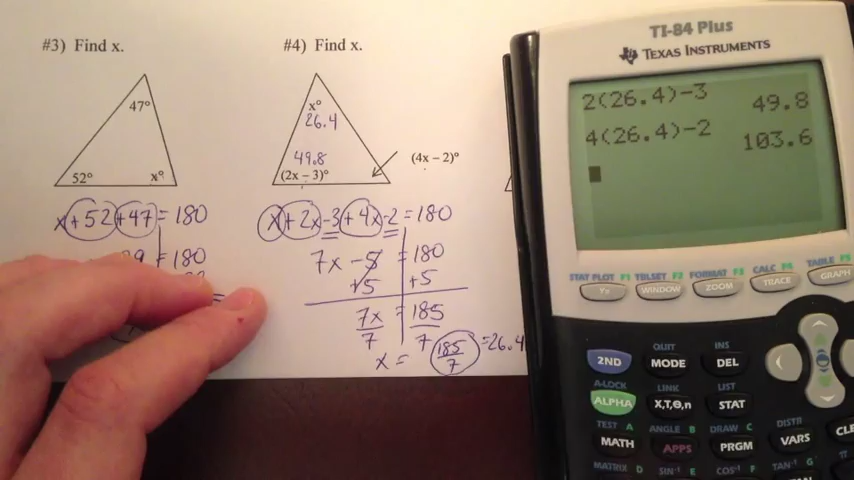 #3) Find x.
47°
52°
x°
x+52+47=180
=180
#4) Find x.
x°
26.4
49.8
(2x − 3)°
(4x − 2)°
x+2x-3+4x-2=180
7x -5 =180
+5 +5
7x = 185
7 7
x = 185/7 =26.4
TI-84 Plus
TEXAS INSTRUMENTS
2(26.4)-3
49.8
4(26.4)-2
103.6
STAT PLOT F1 TBLSET F2 FORMAT F3 CALC F4 TABLE F5
Y= WINDOW ZOOM TRACE GRAPH
QUIT INS
2ND MODE DEL
A-LOCK LINK LIST
ALPHA X,T,Θ,n STAT
TEST A ANGLE B DRAW C DISTR
MATH APPS PRGM VARS CLE
MATRIX D SIN⁻¹ E COS⁻¹ F TAN⁻¹ G